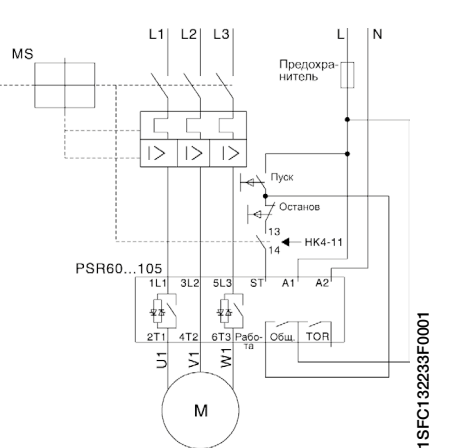 L1 L2 L3 L N
MS
Предохра-
нитель
Пуск
Останов
13
14 HK4-11
PSR60...105
1L1 3L2 5L3 ST A1 A2
2T1 4T2 6T3 Рабо-
та Общ. TOR
U1 V1 W1
M
1SFC132233F0001